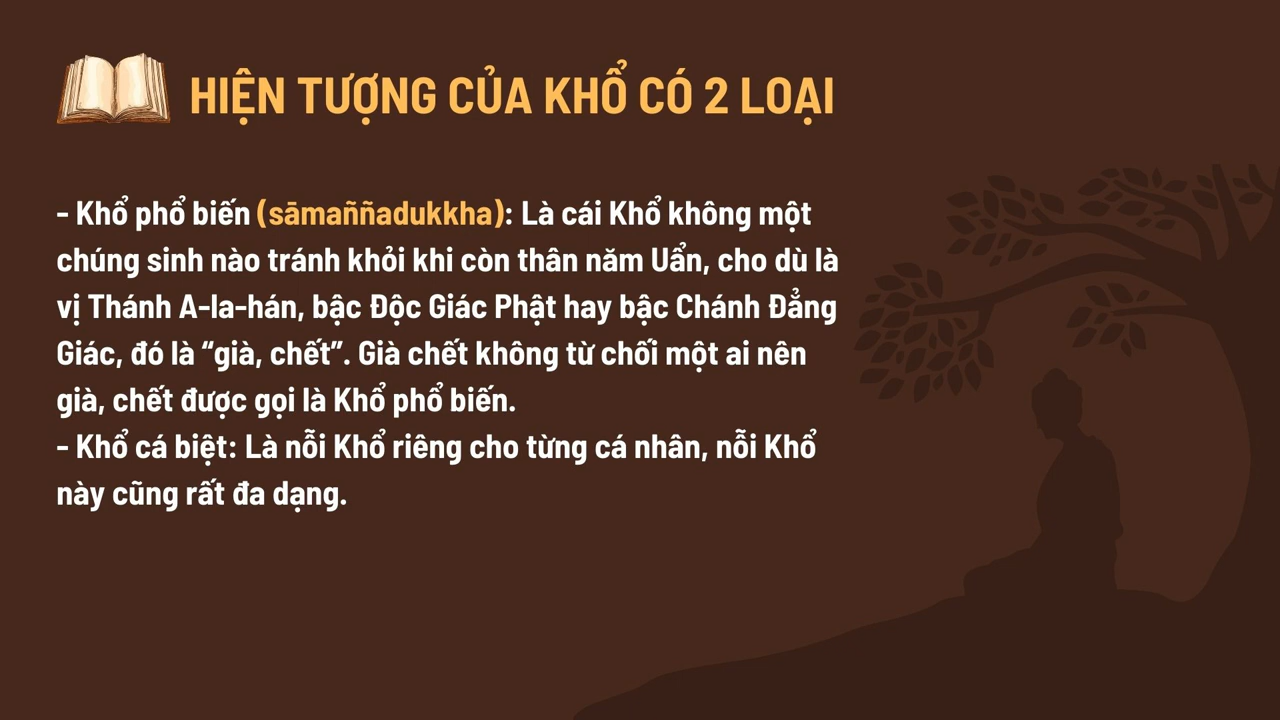 HIỆN TƯỢNG CỦA KHỔ CÓ 2 LOẠI
- Khổ phổ biến (sāmaññadukkha): Là cái Khổ không một
chúng sinh nào tránh khỏi khi còn thân năm Uẩn, cho dù là
vị Thánh A-la-hán, bậc Độc Giác Phật hay bậc Chánh Đẳng
Giác, đó là “già, chết”. Già chết không từ chối một ai nên
già, chết được gọi là Khổ phổ biến.
- Khổ cá biệt: Là nỗi Khổ riêng cho từng cá nhân, nỗi Khổ
này cũng rất đa dạng.